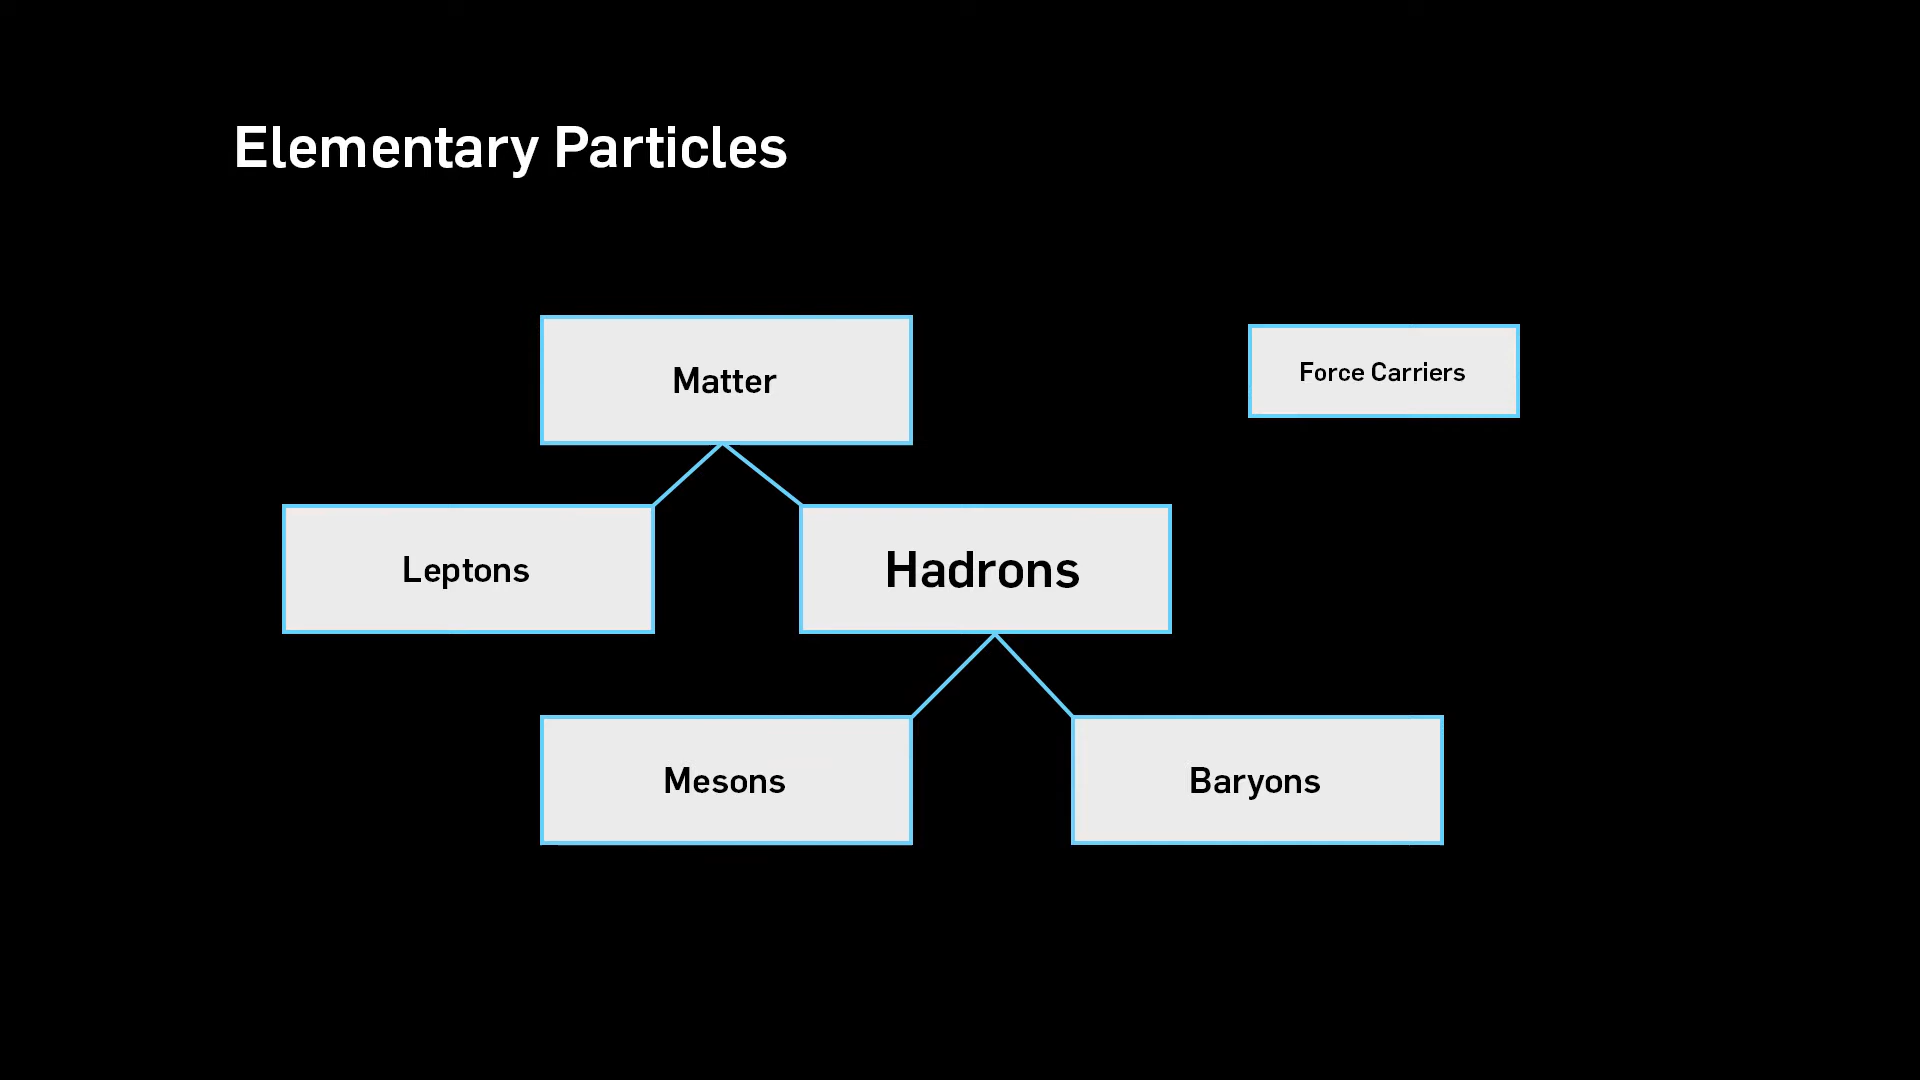 Elementary Particles
Matter
Force Carriers
Leptons
Hadrons
Mesons
Baryons